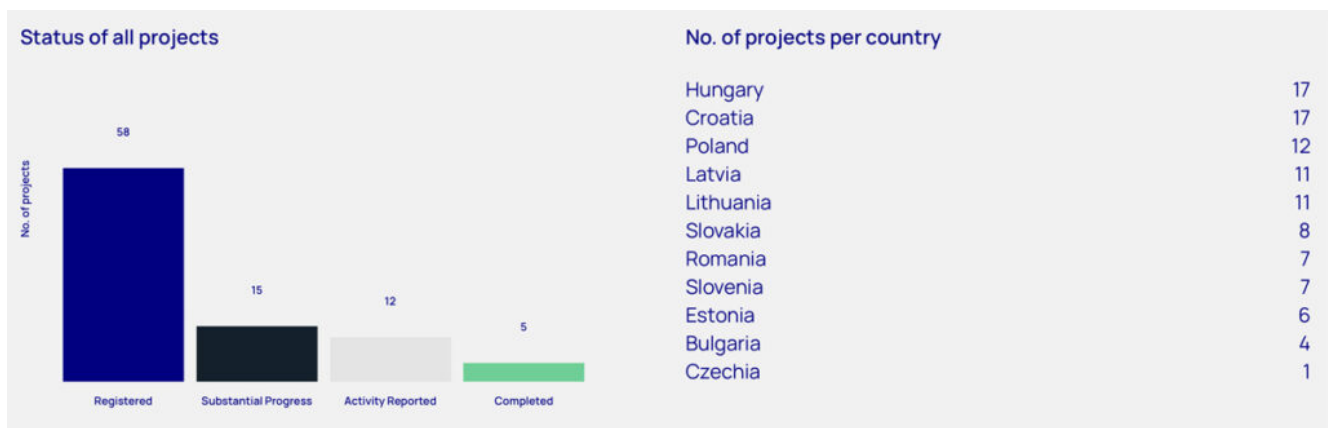 Status of all projects
No. of projects
58
15
12
5
Registered
Substantial Progress
Activity Reported
Completed
No. of projects per country
Hungary 17
Croatia 17
Poland 12
Latvia 11
Lithuania 11
Slovakia 8
Romania 7
Slovenia 7
Estonia 6
Bulgaria 4
Czechia 1